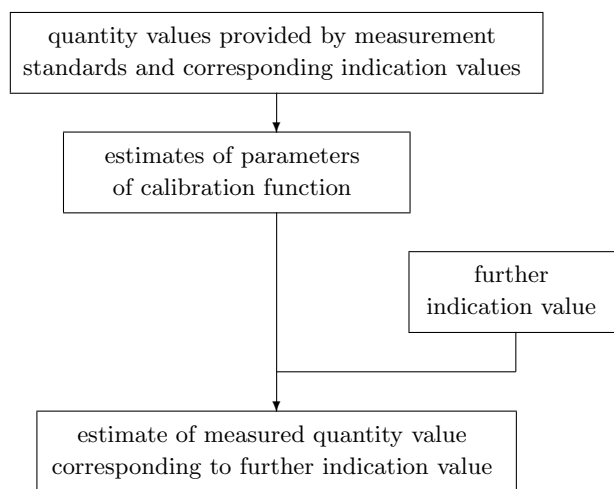 quantity values provided by measurement
standards and corresponding indication values
estimates of parameters
of calibration function
further
indication value
estimate of measured quantity value
corresponding to further indication value